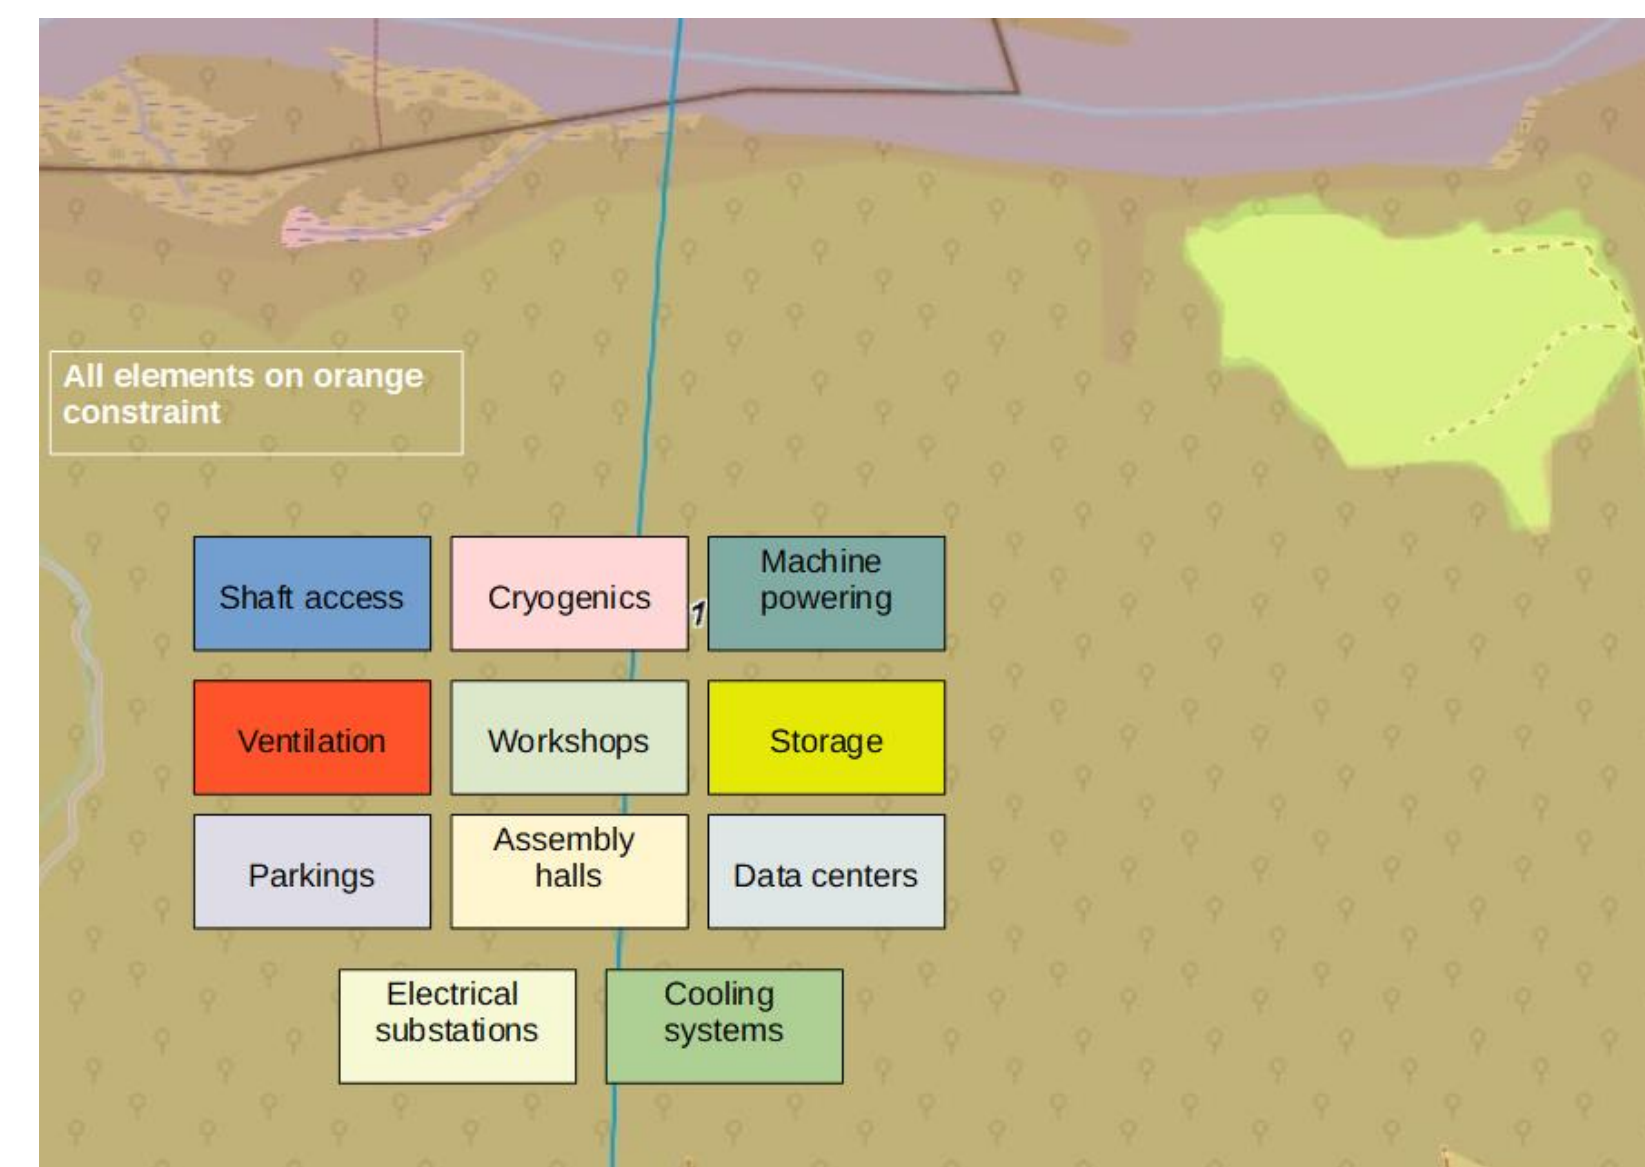 All elements on orange
constraint
Shaft access
Cryogenics
1
Machine
powering
Ventilation
Workshops
Storage
Parkings
Assembly
halls
Data centers
Electrical
substations
Cooling
systems